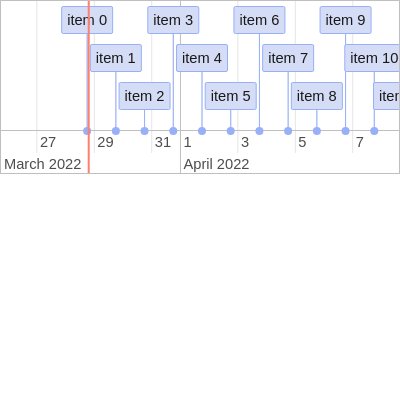 item 0 item 3 item 6 item 9
item 1 item 4 item 7 item 10
item 2 item 5 item 8
27 29 31 1 3 5 7
March 2022 April 2022